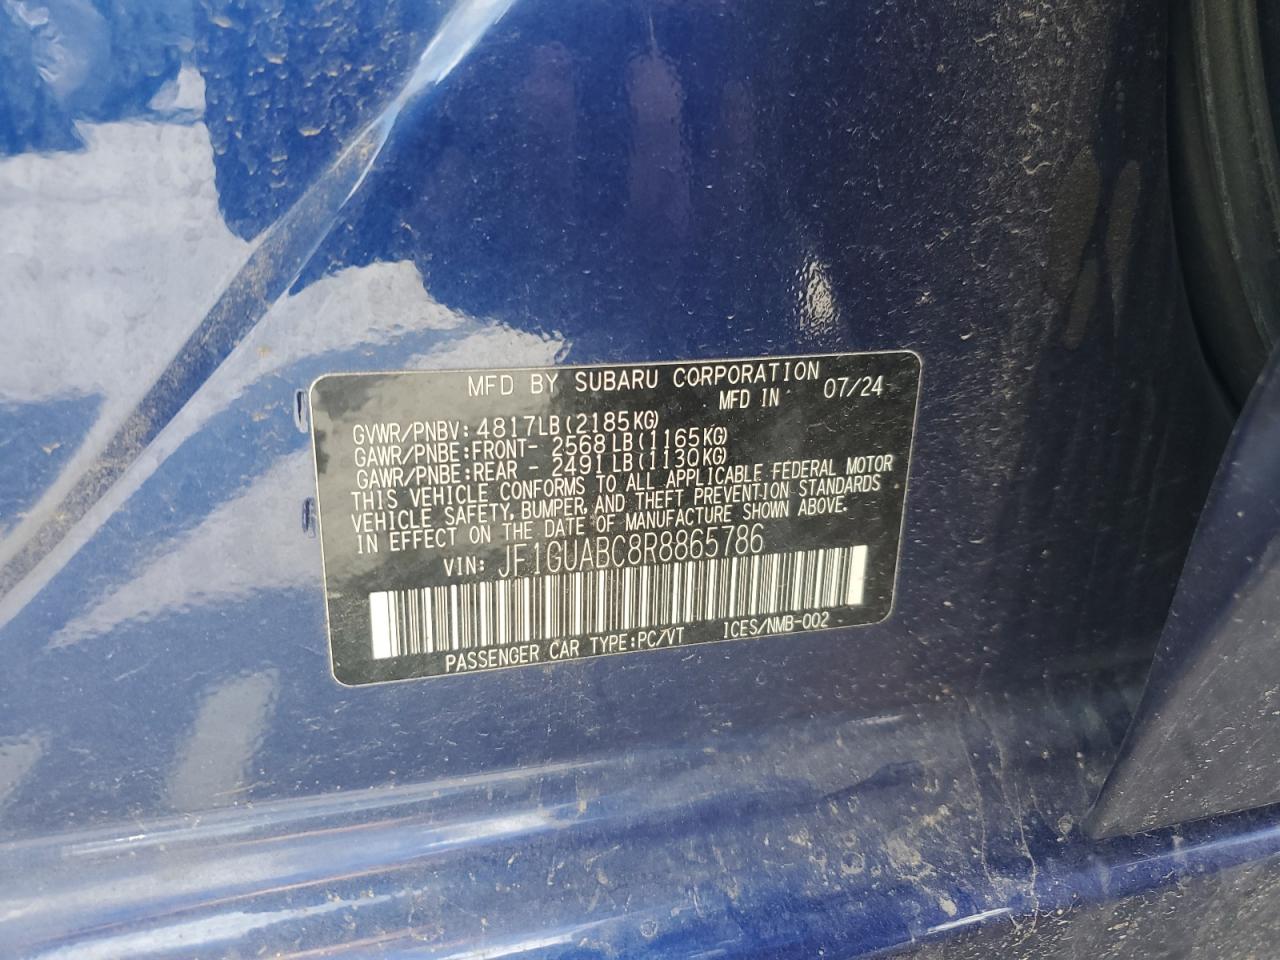 MFD BY SUBARU CORPORATION
MFD IN 07/24
GVWR/PNBV: 4817LB(2185KG)
GAWR/PNBE:FRONT- 2568LB(1165KG)
GAWR/PNBE:REAR - 2491LB(1130KG)
THIS VEHICLE CONFORMS TO ALL APPLICABLE FEDERAL MOTOR
VEHICLE SAFETY, BUMPER, AND THEFT PREVENTION STANDARDS
IN EFFECT ON THE DATE OF MANUFACTURE SHOWN ABOVE.
VIN: JF1GUABC8R8865786
PASSENGER CAR TYPE:PC/VT ICES/NMB-002